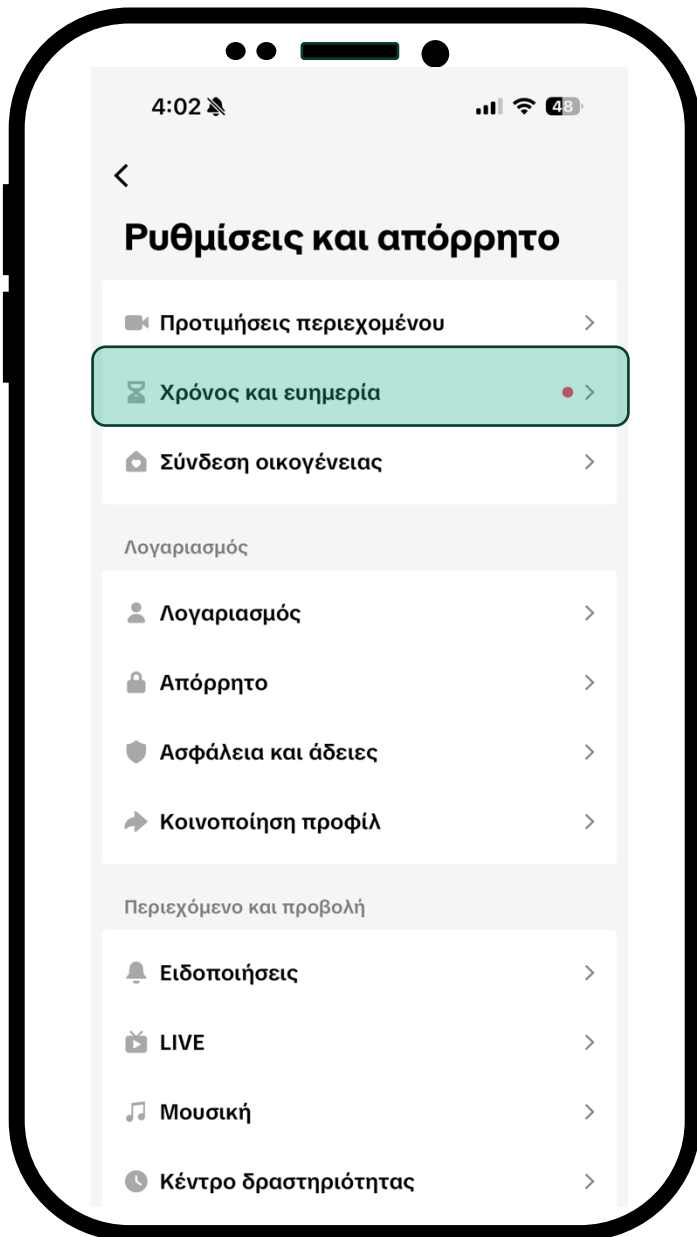 4:02
48
Ρυθμίσεις και απόρρητο
Προτιμήσεις περιεχομένου
Χρόνος και ευημερία
Σύνδεση οικογένειας
Λογαριασμός
Λογαριασμός
Απόρρητο
Ασφάλεια και άδειες
Κοινοποίηση προφίλ
Περιεχόμενο και προβολή
Ειδοποιήσεις
LIVE
Μουσική
Κέντρο δραστηριότητας